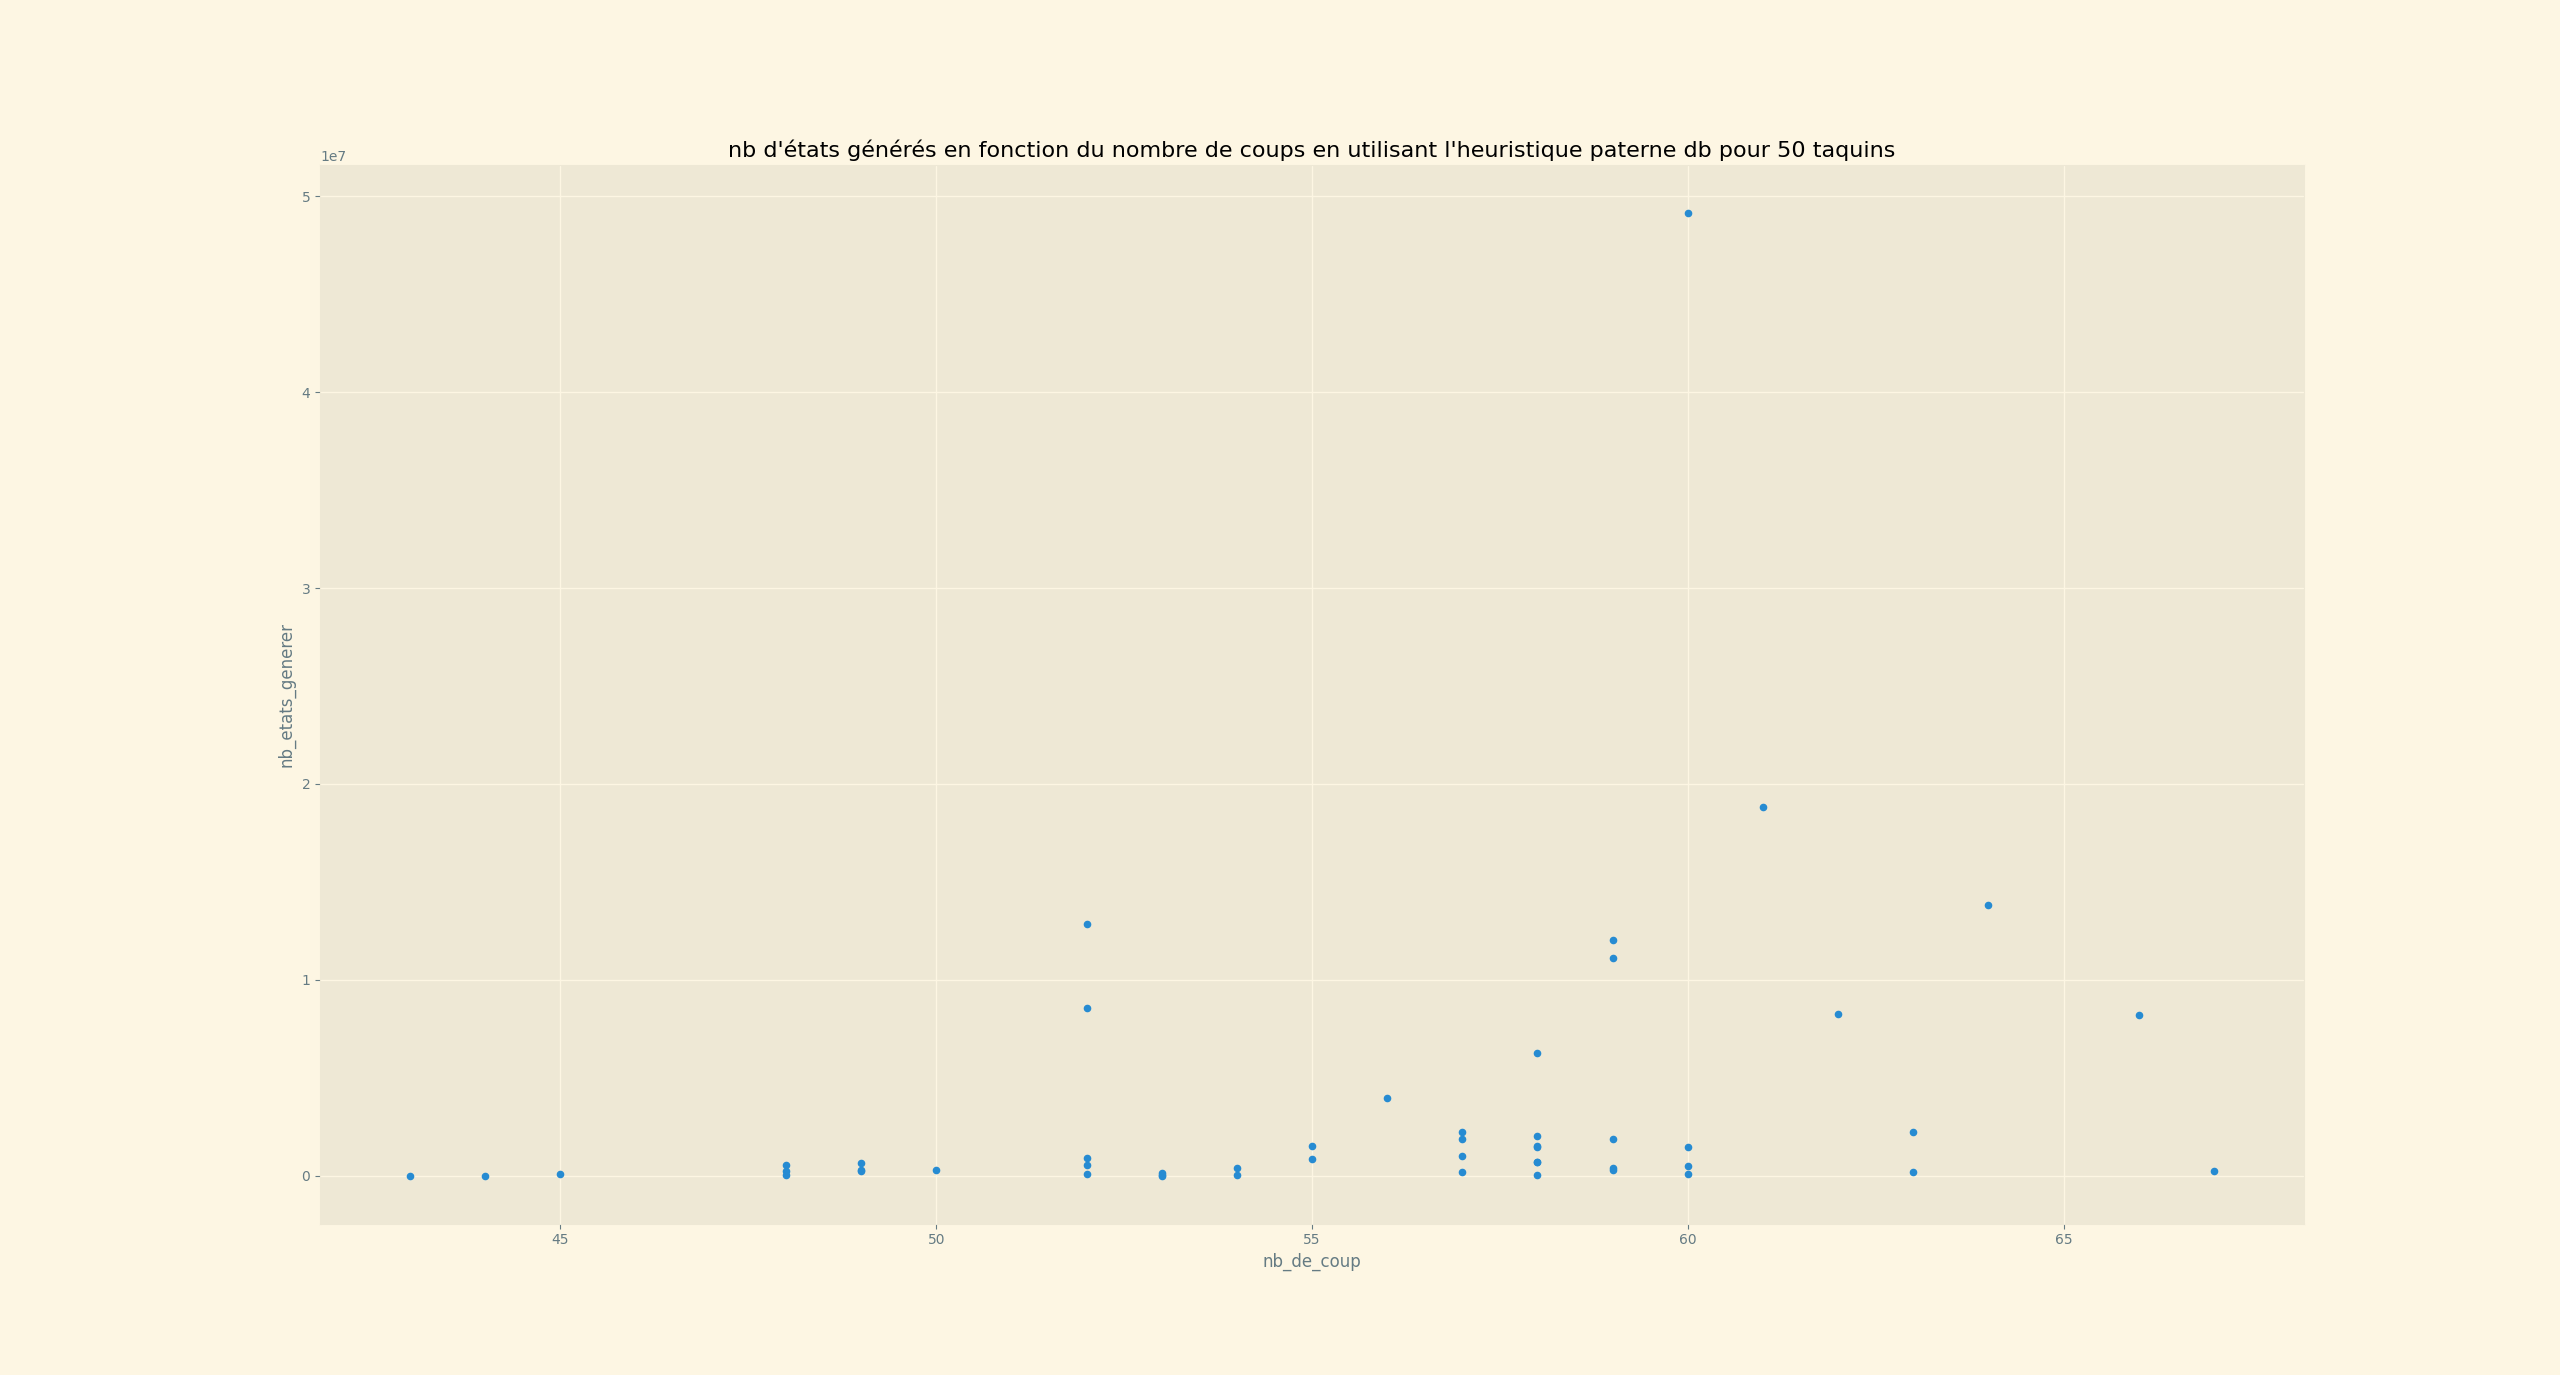 nb d'états générés en fonction du nombre de coups en utilisant l'heuristique paterne db pour 50 taquins
1e7
5
4
3
2
1
0
nb_etats_generer
45 50 55 60 65
nb_de_coup